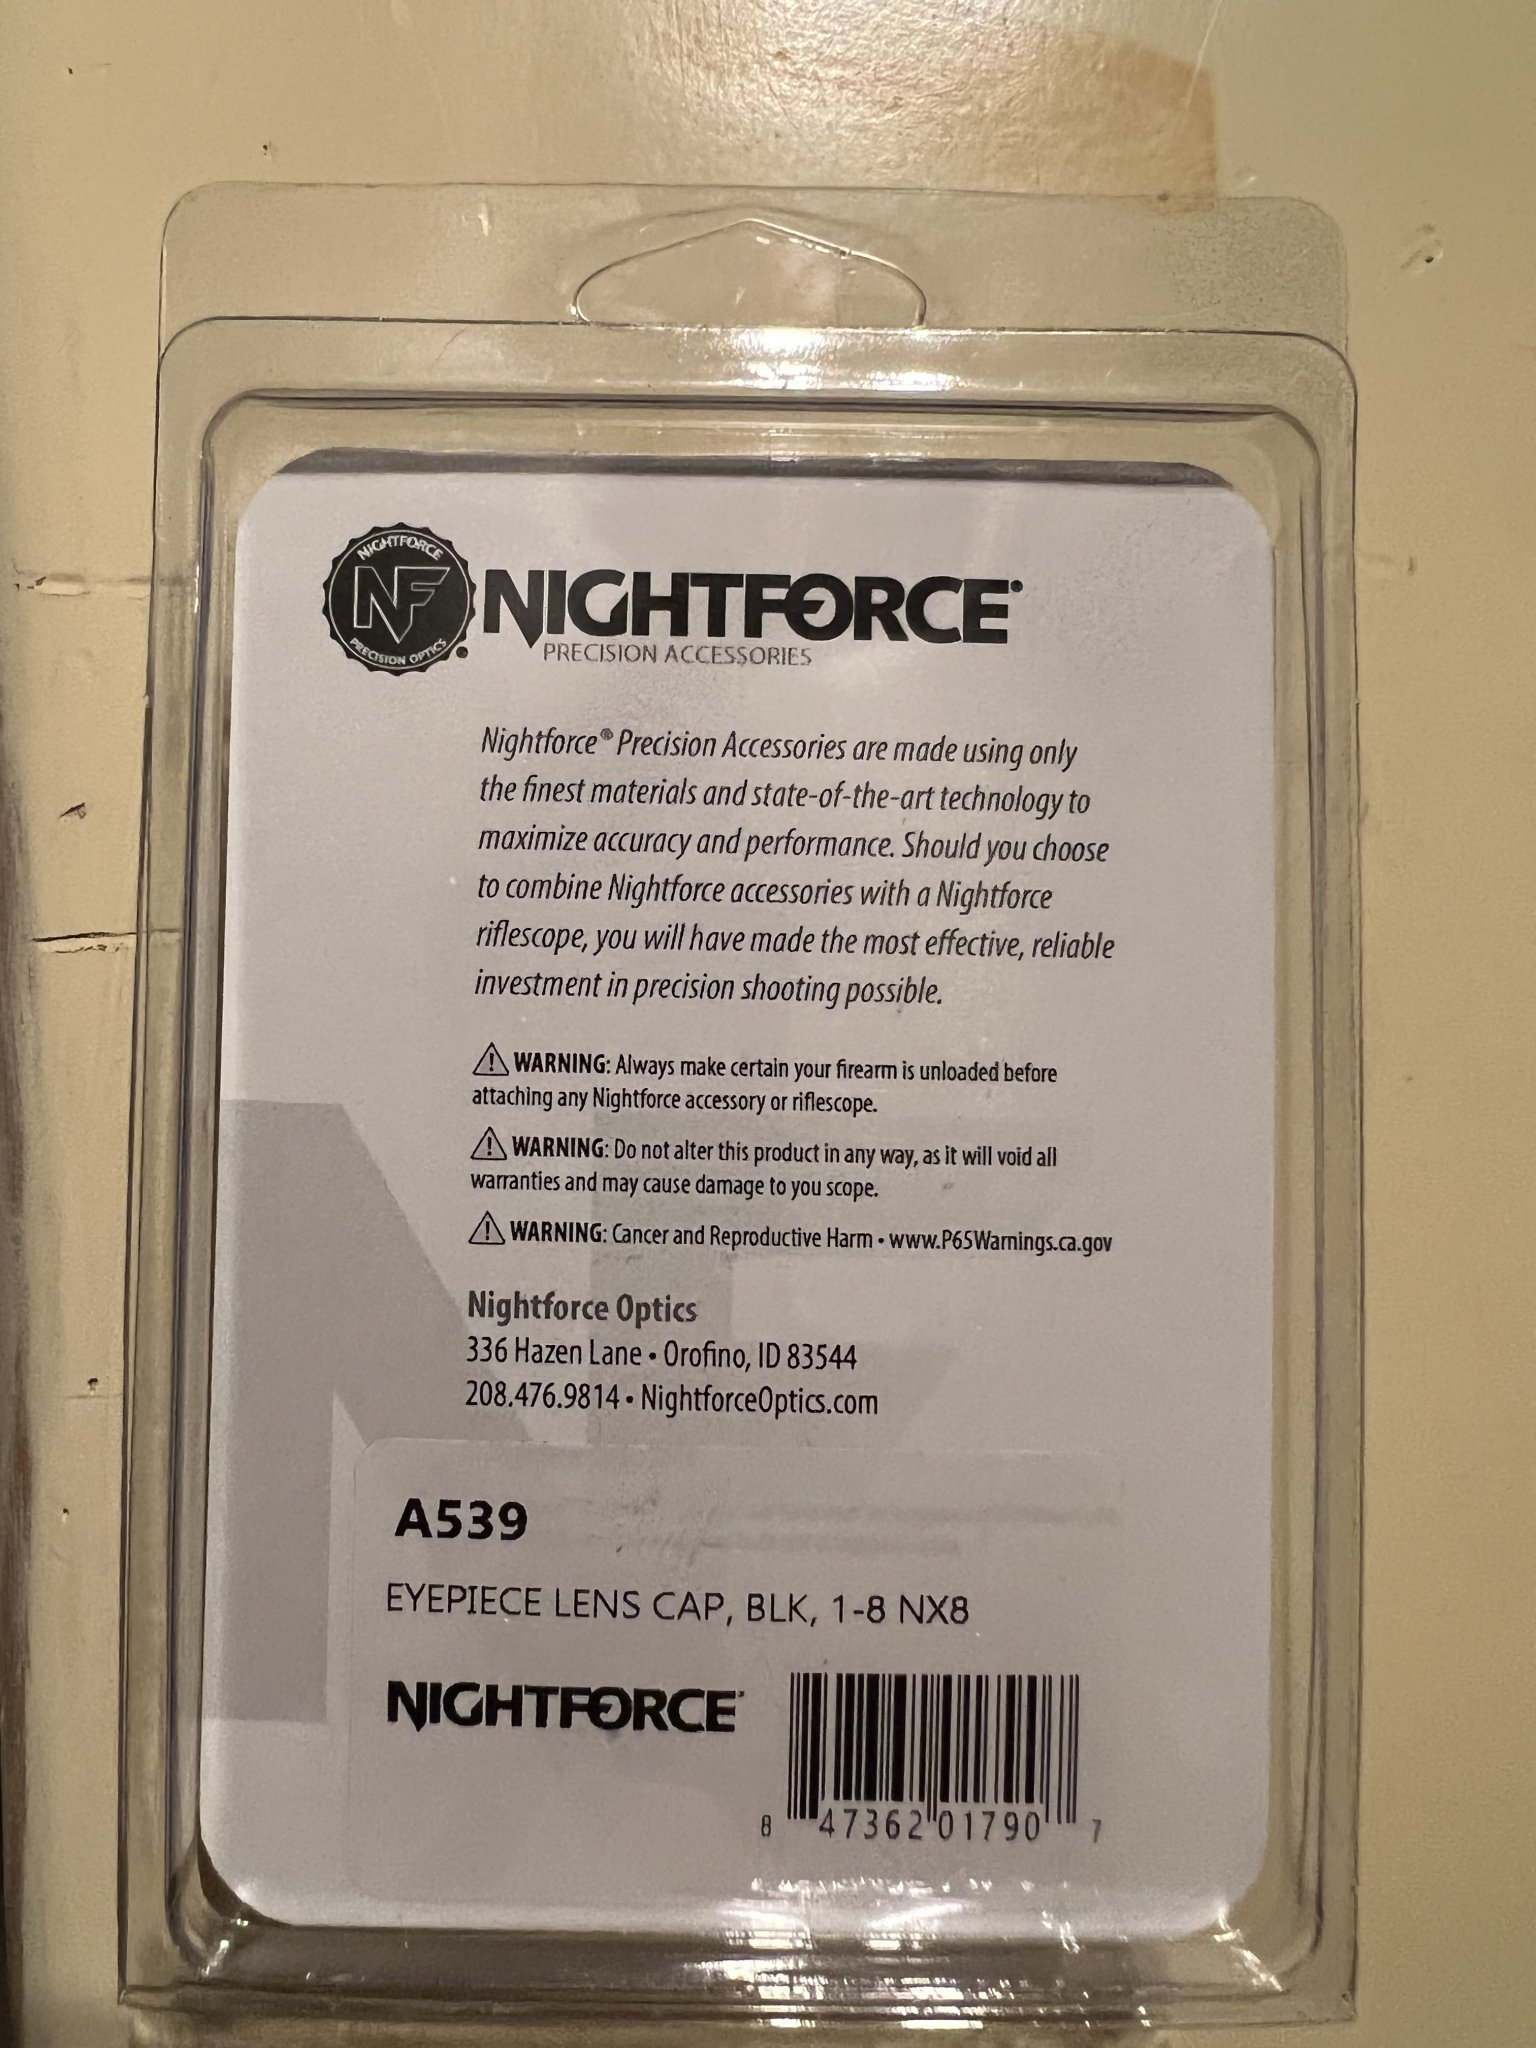 NIGHTFORCE
NF
PRECISION OPTICS
NIGHTFORCE®
PRECISION ACCESSORIES
Nightforce® Precision Accessories are made using only
the finest materials and state-of-the-art technology to
maximize accuracy and performance. Should you choose
to combine Nightforce accessories with a Nightforce
riflescope, you will have made the most effective, reliable
investment in precision shooting possible.
⚠ WARNING: Always make certain your firearm is unloaded before
attaching any Nightforce accessory or riflescope.
⚠ WARNING: Do not alter this product in any way, as it will void all
warranties and may cause damage to you scope.
⚠ WARNING: Cancer and Reproductive Harm • www.P65Warnings.ca.gov
Nightforce Optics
336 Hazen Lane • Orofino, ID 83544
208.476.9814 • NightforceOptics.com
A539
EYEPIECE LENS CAP, BLK, 1-8 NX8
NIGHTFORCE
8 47362 01790 7